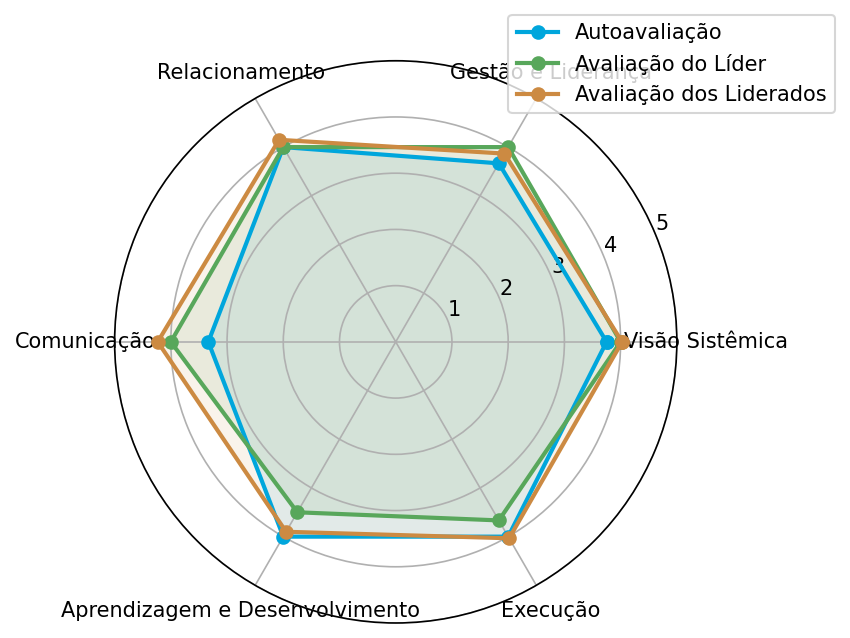 Autoavaliação
Avaliação do Líder
Avaliação dos Liderados
Relacionamento
Gestão e Liderança
5
4
3
2
1
Comunicação
Visão Sistêmica
Aprendizagem e Desenvolvimento
Execução